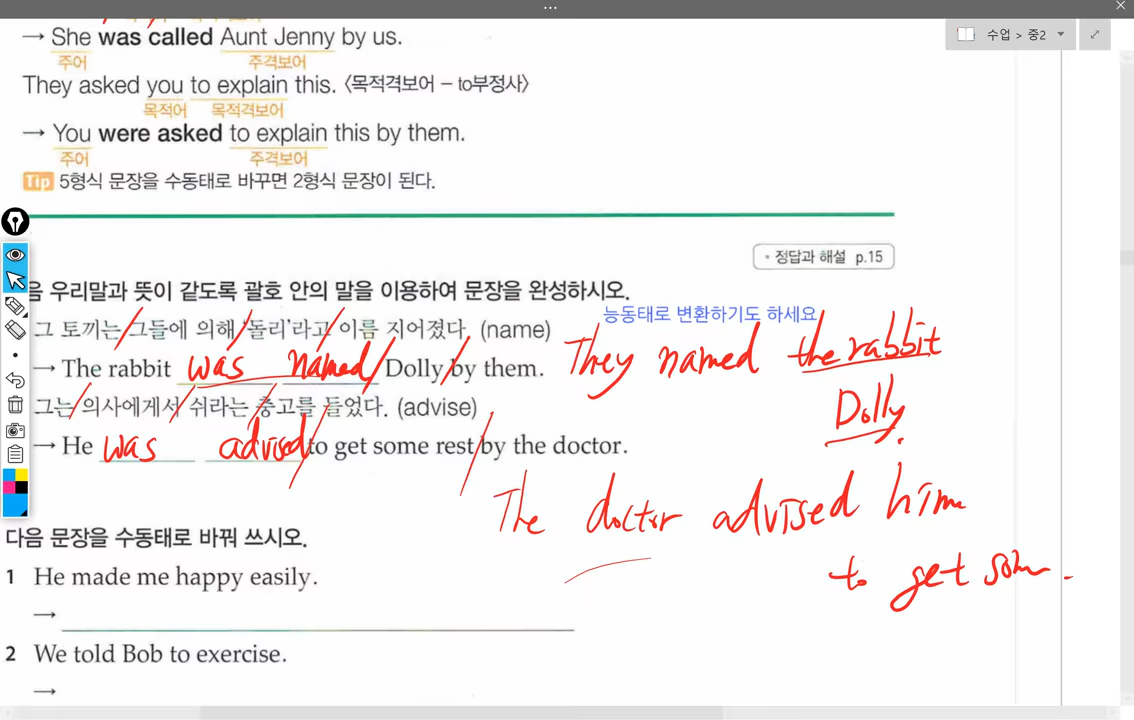 수업 > 중2
→ She was called Aunt Jenny by us.
주어 주격보어
They asked you to explain this. 〈목적격보어 – to부정사〉
목적어 목적격보어
→ You were asked to explain this by them.
주어 주격보어
Tip 5형식 문장을 수동태로 바꾸면 2형식 문장이 된다.
• 정답과 해설 p.15
음 우리말과 뜻이 같도록 괄호 안의 말을 이용하여 문장을 완성하시오.
능동태로 변환하기도 하세요
그 토끼는 그들에 의해 '돌리'라고 이름 지어졌다. (name)
→ The rabbit was named Dolly by them.
They named the rabbit
Dolly.
그는 의사에게서 쉬라는 충고를 들었다. (advise)
→ He was advised to get some rest by the doctor.
The doctor advised him
to get som .
다음 문장을 수동태로 바꿔 쓰시오.
1 He made me happy easily.
→
2 We told Bob to exercise.
→